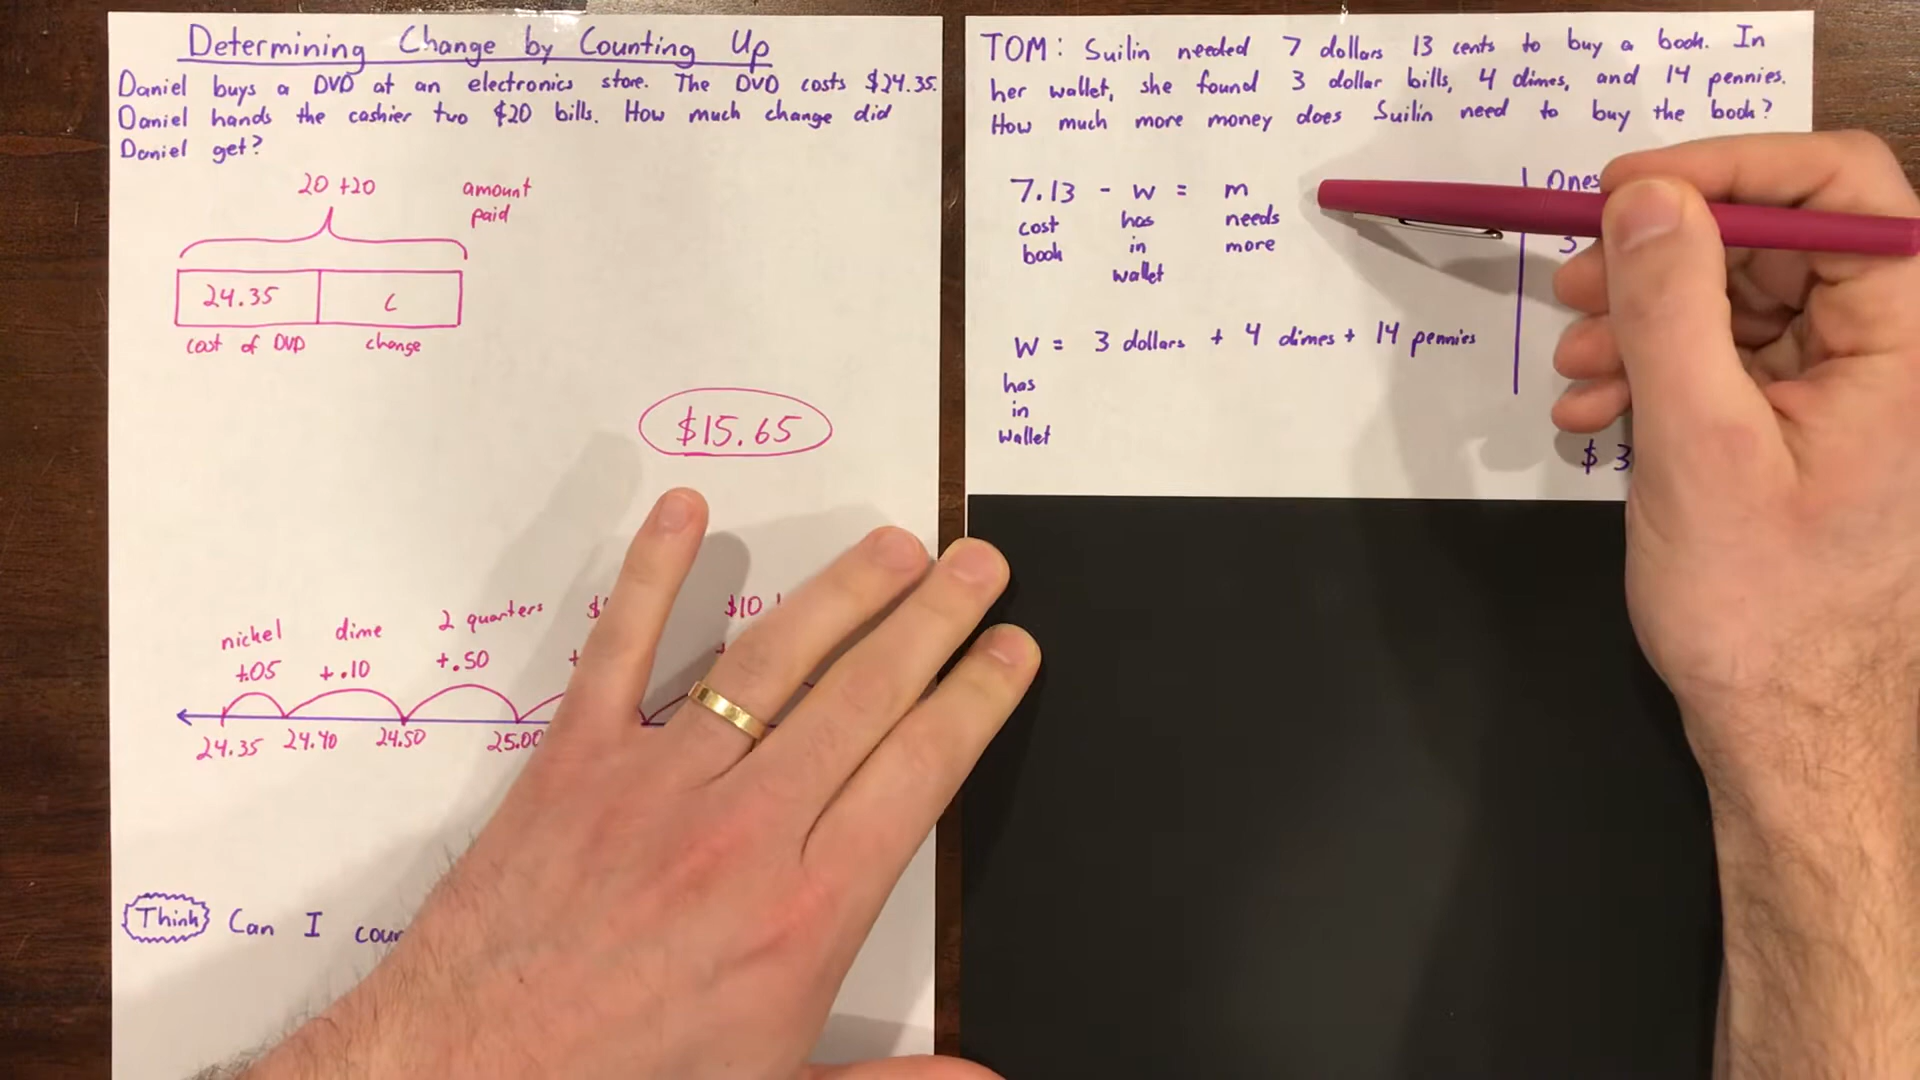 Determining Change by Counting Up
Daniel buys a DVD at an electronics store. The DVD costs $24.35.
Daniel hands the cashier two $20 bills. How much change did
Daniel get?
20 + 20
amount
paid
24.35
c
cost of DVD
change
$15.65
nickel
dime
2 quarters
$10
+.05
+.10
+.50
24.35
24.40
24.50
25.00
Think
Can I
TOM: Suilin needed 7 dollars 13 cents to buy a book. In
her wallet, she found 3 dollar bills, 4 dimes, and 14 pennies.
How much more money does Suilin need to buy the book?
7.13 - w = m
cost
book
has
in
wallet
needs
more
Ones
3
W = 3 dollars + 4 dimes + 14 pennies
has
in
wallet
$ 3